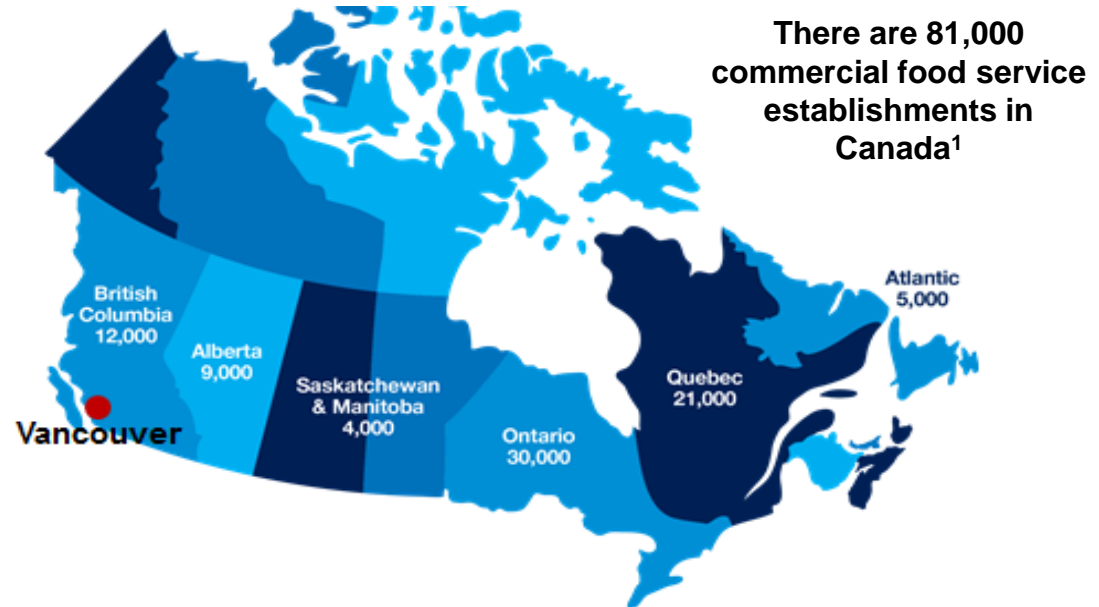 There are 81,000
commercial food service
establishments in
Canada¹
Atlantic
5,000
British
Columbia
12,000
Alberta
9,000
Saskatchewan
& Manitoba
4,000
Quebec
21,000
Vancouver
Ontario
30,000